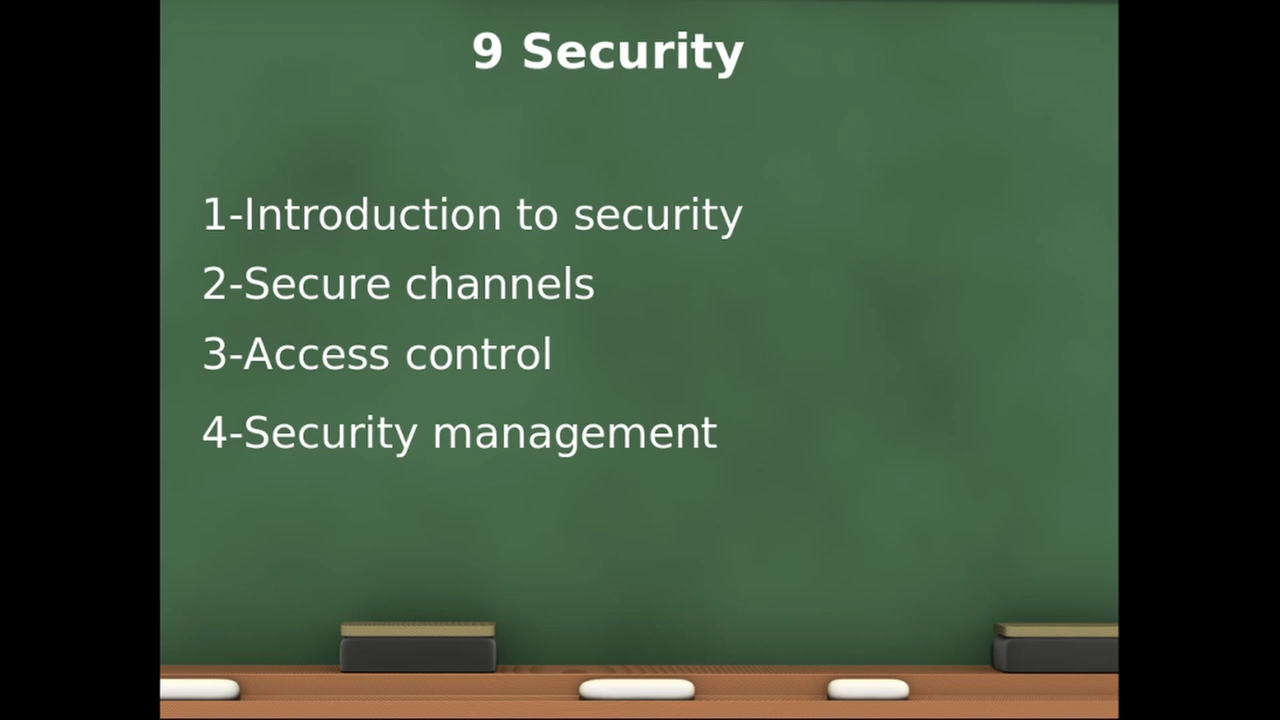 9 Security
1-Introduction to security
2-Secure channels
3-Access control
4-Security management